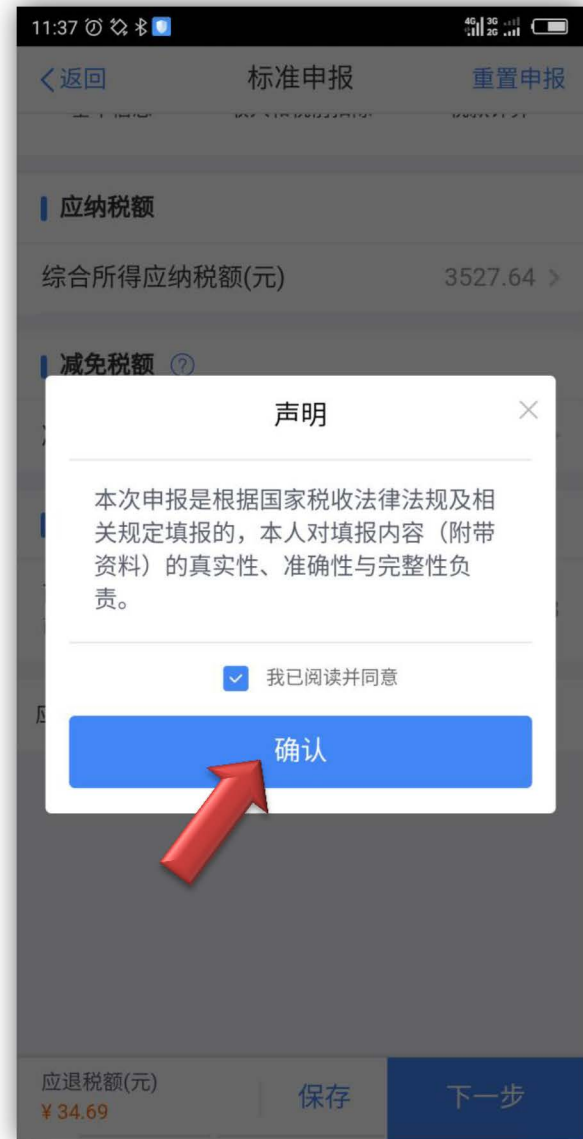 11:37
4G 3G
2G
返回 标准申报 重置申报
应纳税额
综合所得应纳税额(元) 3527.64
减免税额
声明
本次申报是根据国家税收法律法规及相
关规定填报的，本人对填报内容（附带
资料）的真实性、准确性与完整性负
责。
我已阅读并同意
确认
应退税额(元)
¥34.69
保存
下一步